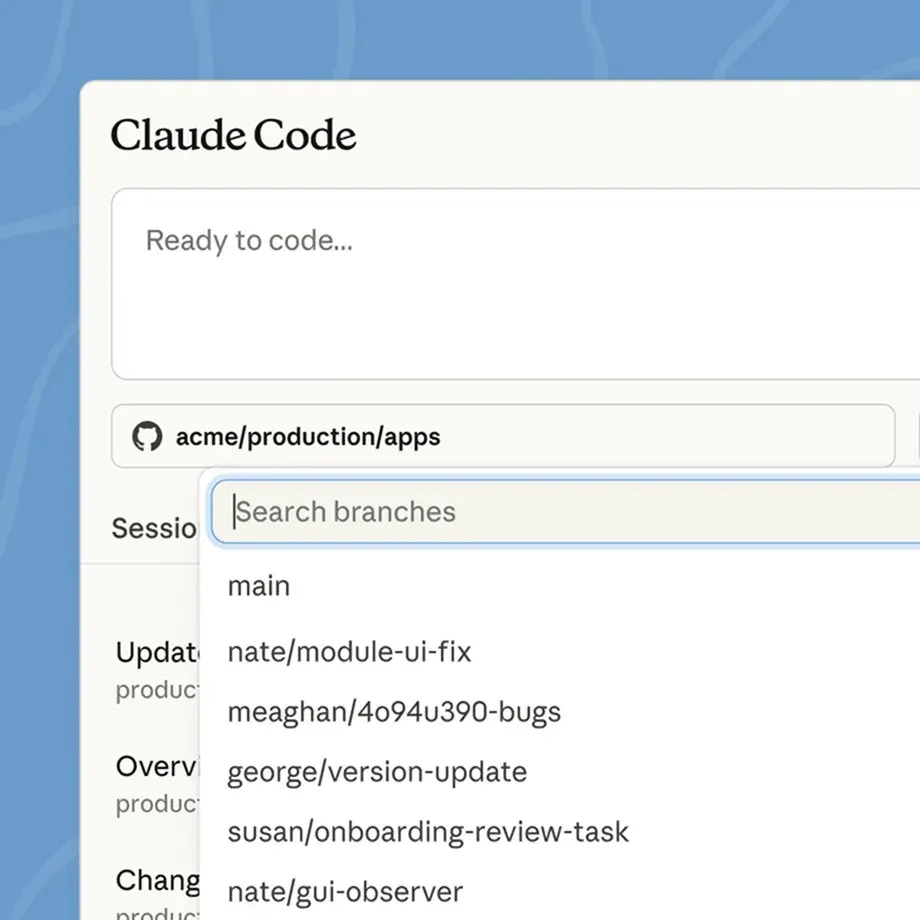 Claude Code
Ready to code...
acme/production/apps
Search branches
main
nate/module-ui-fix
meaghan/4o94u390-bugs
george/version-update
susan/onboarding-review-task
nate/gui-observer